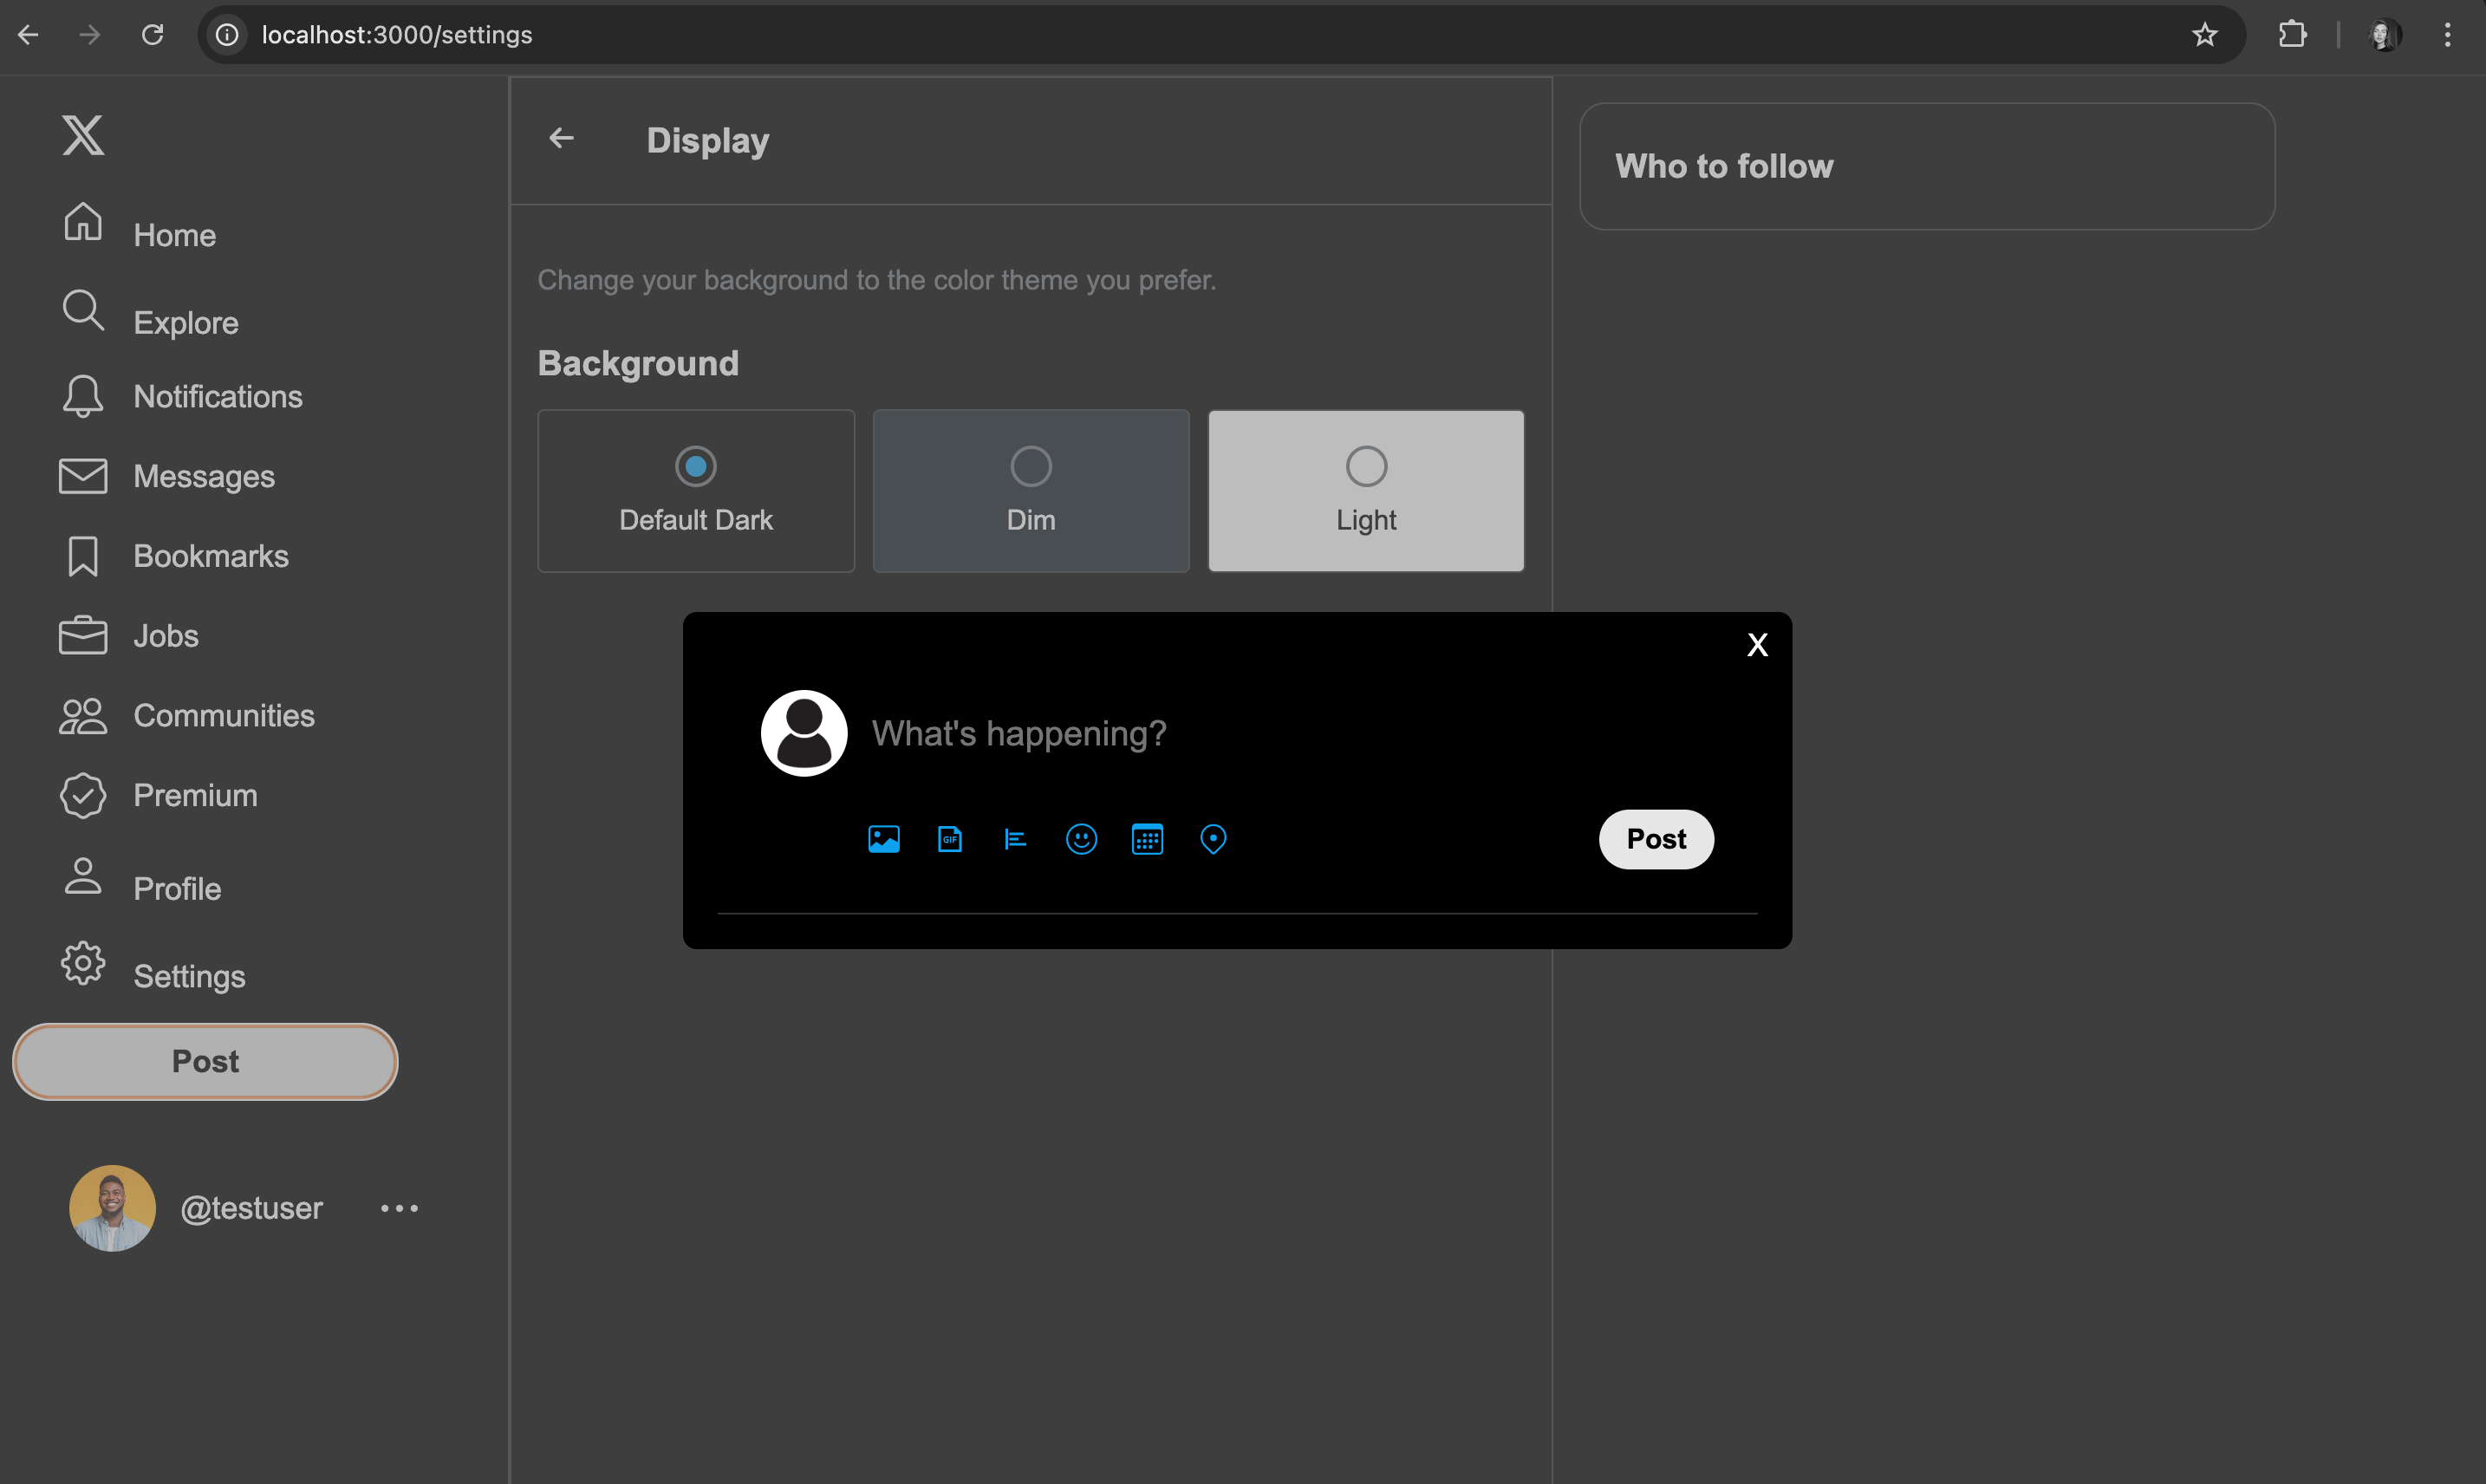 localhost:3000/settings
X
Home
Explore
Notifications
Messages
Bookmarks
Jobs
Communities
Premium
Profile
Settings
Post
@testuser
Display
Change your background to the color theme you prefer.
Background
Default Dark
Dim
Light
Who to follow
X
What's happening?
GIF
Post